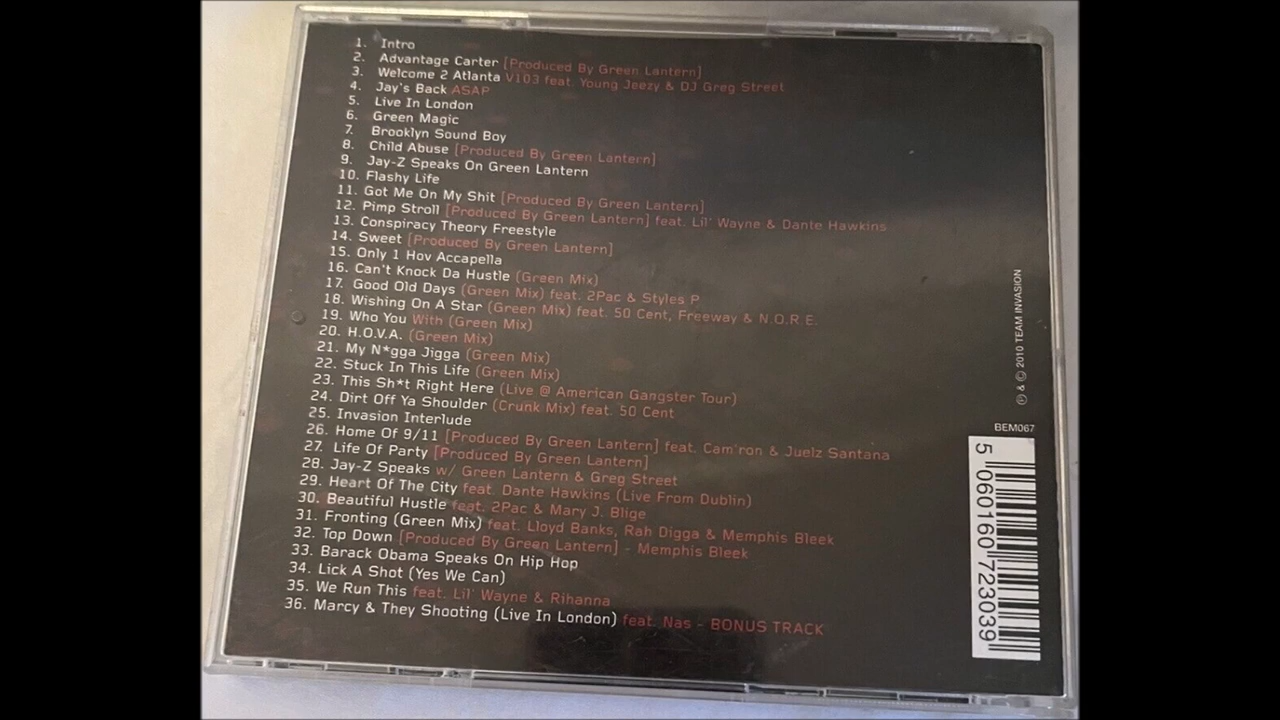 1. Intro
2. Advantage Carter [Produced By Green Lantern]
3. Welcome 2 Atlanta V103 feat. Young Jeezy & DJ Greg Street
4. Jay's Back ASAP
5. Live In London
6. Green Magic
7. Brooklyn Sound Boy
8. Child Abuse [Produced By Green Lantern]
9. Jay-Z Speaks On Green Lantern
10. Flashy Life
11. Got Me On My Shit [Produced By Green Lantern]
12. Pimp Stroll [Produced By Green Lantern] feat. Lil' Wayne & Dante Hawkins
13. Conspiracy Theory Freestyle
14. Sweet [Produced By Green Lantern]
15. Only 1 Hov Accapella
16. Can't Knock Da Hustle (Green Mix)
17. Good Old Days (Green Mix) feat. 2Pac & Styles P.
18. Wishing On A Star (Green Mix) feat. 50 Cent, Freeway & N.O.R.E.
19. Who You With (Green Mix)
20. H.O.V.A. (Green Mix)
21. My N*gga Jigga (Green Mix)
22. Stuck In This Life (Green Mix)
23. This Sh*t Right Here (Live @ American Gangster Tour)
24. Dirt Off Ya Shoulder (Crunk Mix) feat. 50 Cent
25. Invasion Interlude
26. Home Of 9/11 [Produced By Green Lantern] feat. Cam'ron & Juelz Santana
27. Life Of Party [Produced By Green Lantern]
28. Jay-Z Speaks w/ Green Lantern & Greg Street
29. Heart Of The City feat. Dante Hawkins (Live From Dublin)
30. Beautiful Hustle feat. 2Pac & Mary J. Blige
31. Fronting (Green Mix) feat. Lloyd Banks, Rah Digga & Memphis Bleek
32. Top Down [Produced By Green Lantern] - Memphis Bleek
33. Barack Obama Speaks On Hip Hop
34. Lick A Shot (Yes We Can)
35. We Run This feat. Lil' Wayne & Rihanna
36. Marcy & They Shooting (Live In London) feat. Nas - BONUS TRACK
℗ & © 2010 TEAM INVASION
BEM067
5 060160 723039